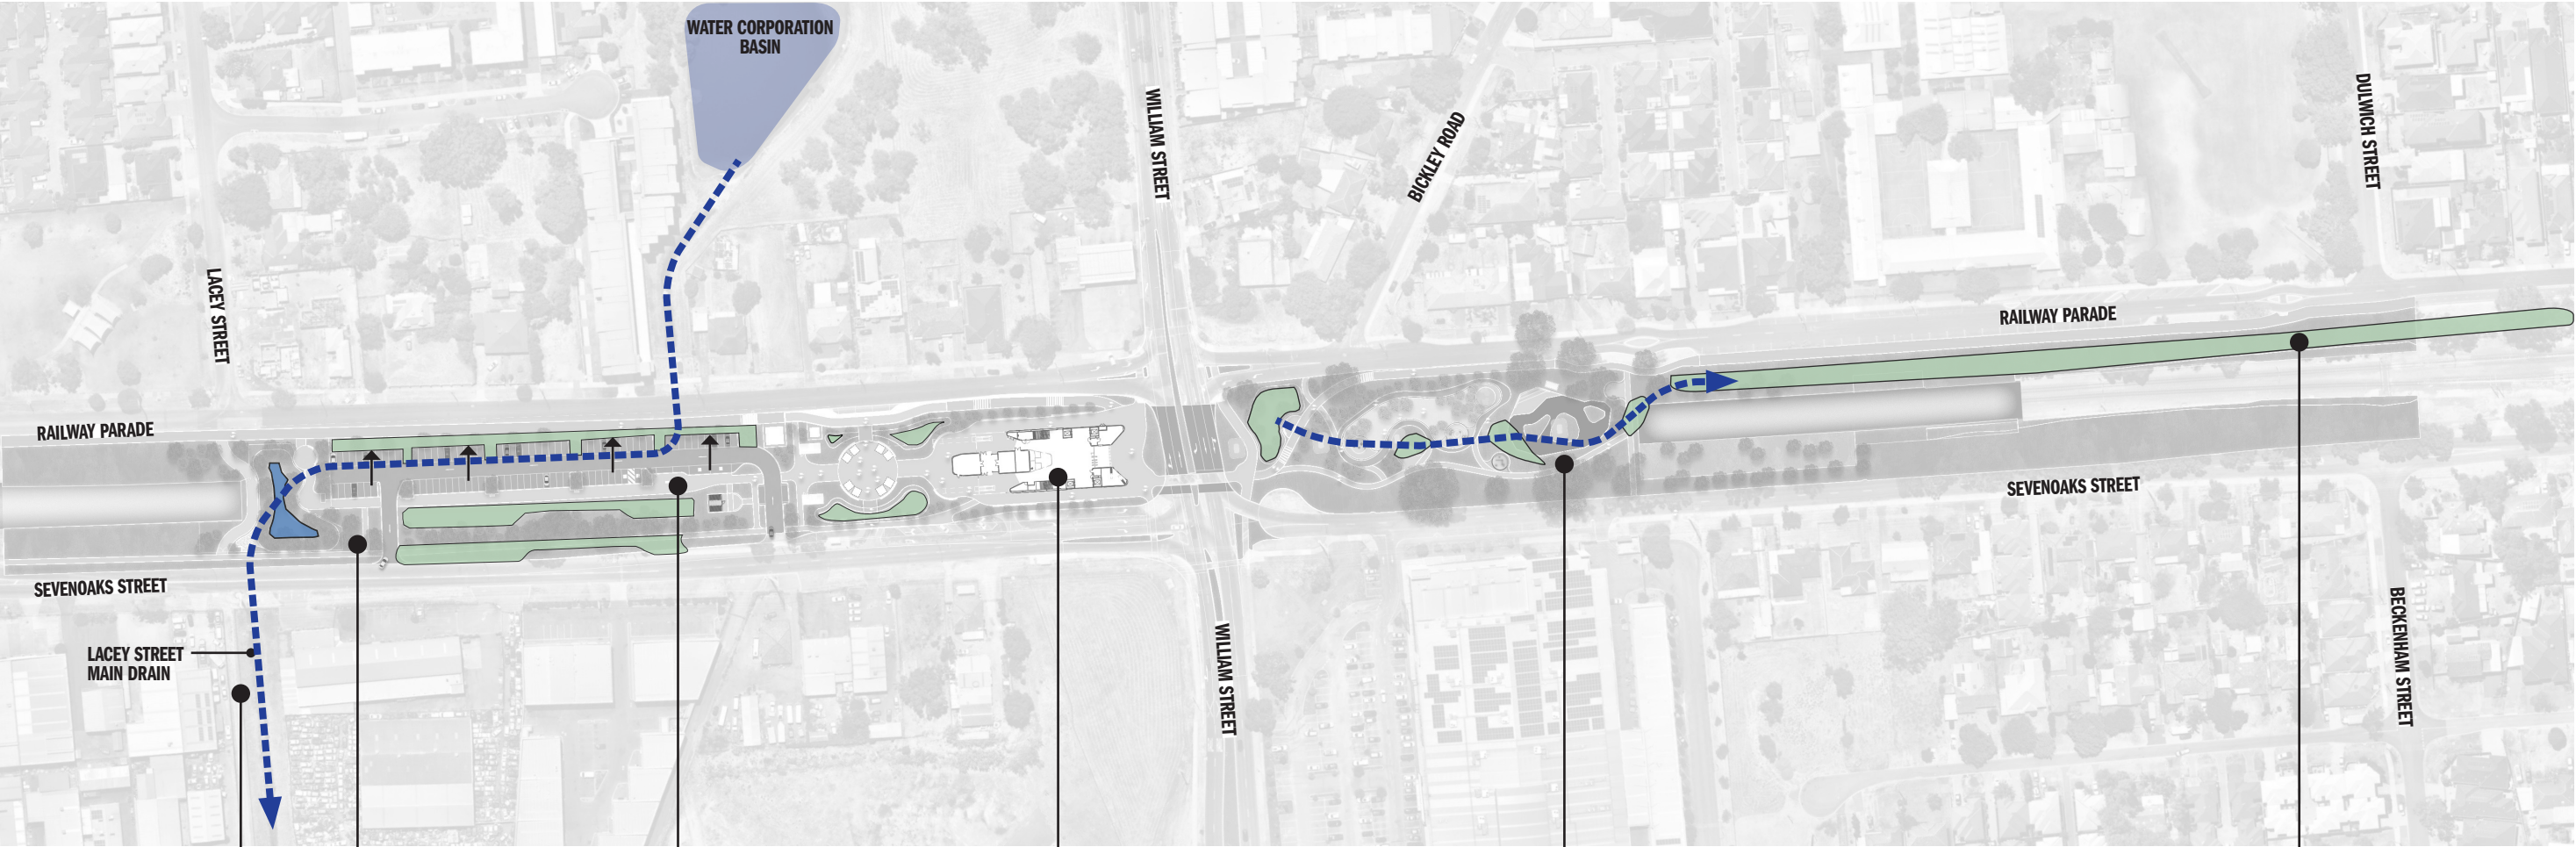 WATER CORPORATION
BASIN
WILLIAM STREET
BICKLEY ROAD
DULWICH STREET
LACEY STREET
RAILWAY PARADE
RAILWAY PARADE
SEVENOAKS STREET
SEVENOAKS STREET
LACEY STREET
MAIN DRAIN
WILLIAM STREET
BECKENHAM STREET